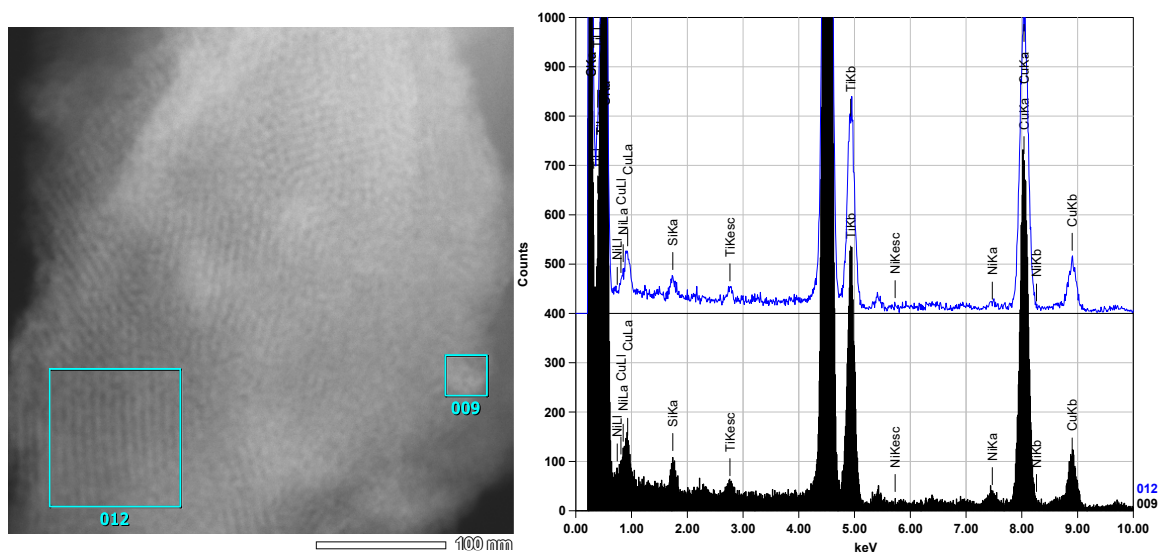 009
012
100 nm
Counts
1000
900
800
700
600
500
400
300
200
100
0
CuKa
TiKb
NiLl
NiLa
CuLl
CuLa
SiKa
TiKesc
NiKesc
NiKa
NiKb
CuKb
CuKa
TiKb
NiLl
NiLa
CuLl
CuLa
SiKa
TiKesc
NiKesc
NiKa
CuKa
NiKb
CuKb
012
009
0.00 1.00 2.00 3.00 4.00 5.00 6.00 7.00 8.00 9.00 10.00
keV